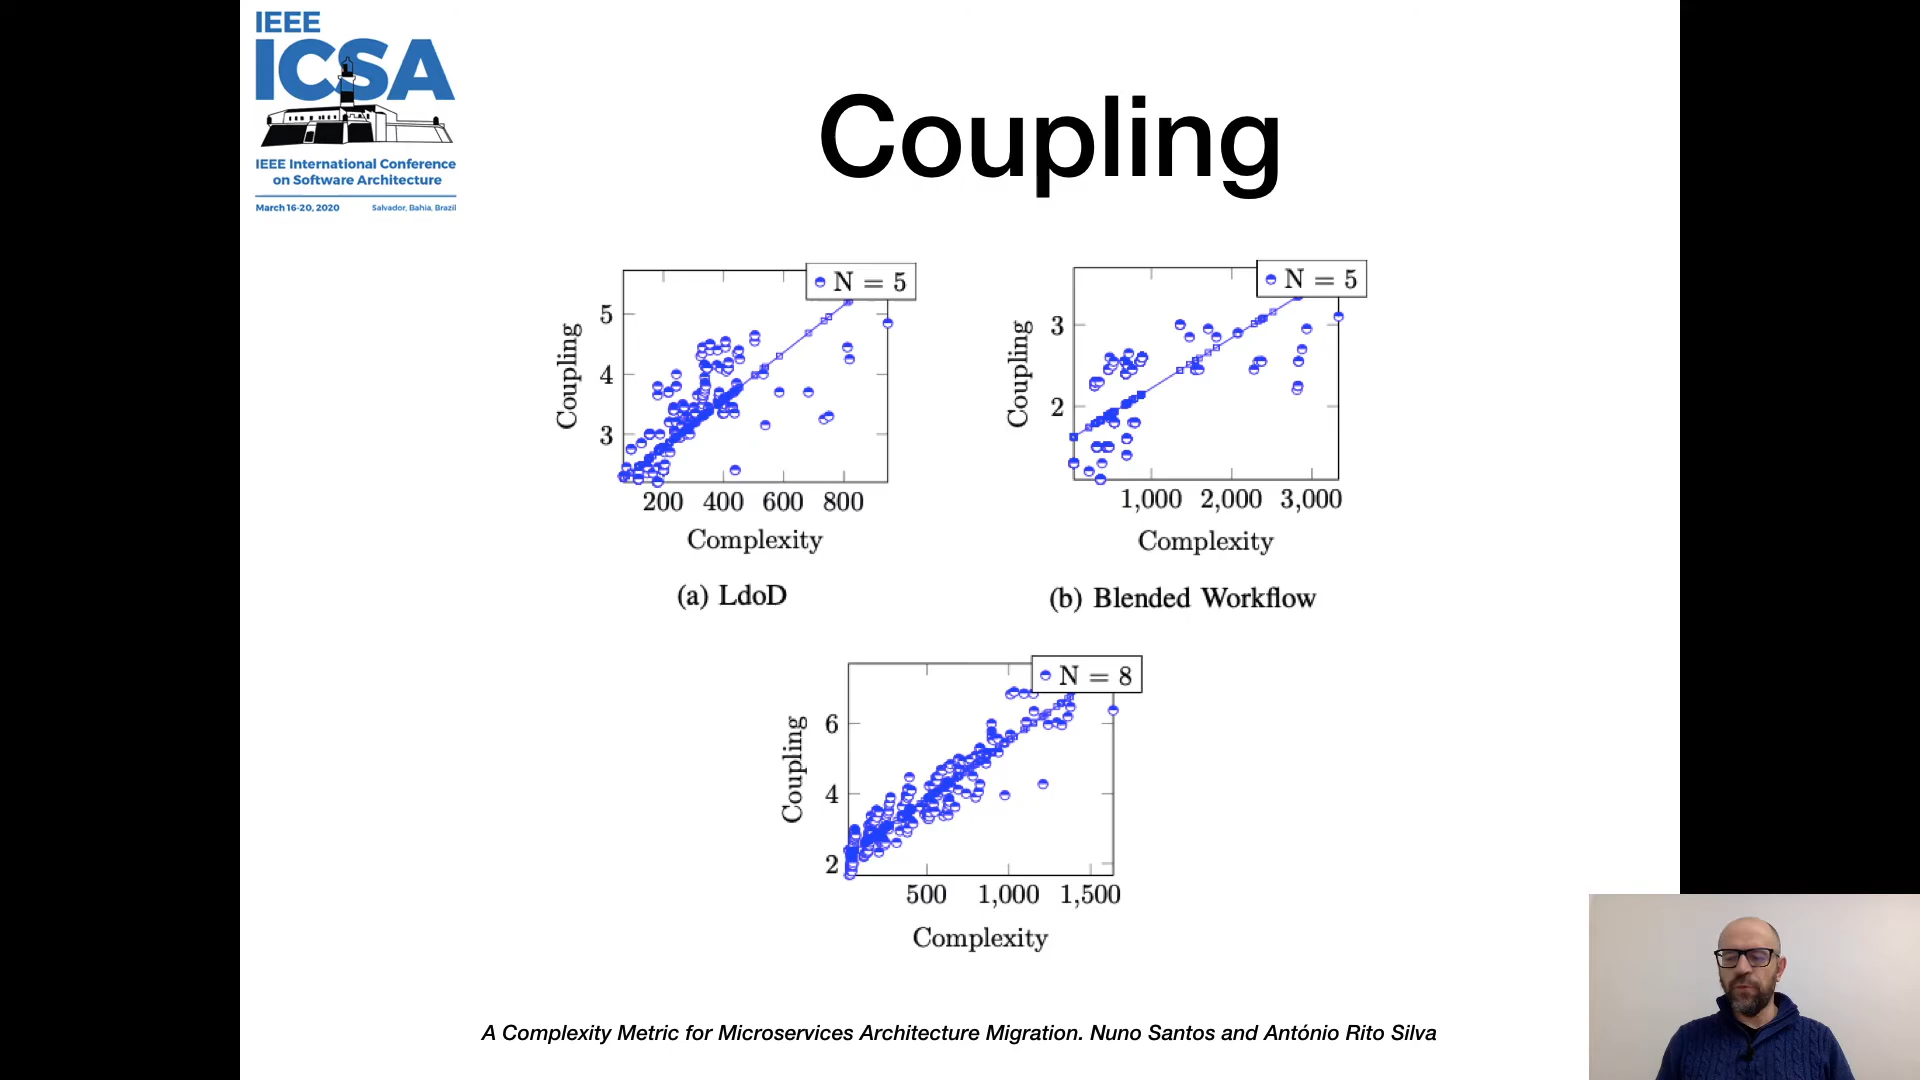 IEEE
ICSA
IEEE International Conference
on Software Architecture
March 16-20, 2020 Salvador, Bahia, Brazil
Coupling
N = 5
5
4
3
Coupling
200 400 600 800
Complexity
(a) LdoD
N = 5
3
2
Coupling
1,000 2,000 3,000
Complexity
(b) Blended Workflow
N = 8
6
4
2
Coupling
500 1,000 1,500
Complexity
A Complexity Metric for Microservices Architecture Migration. Nuno Santos and António Rito Silva